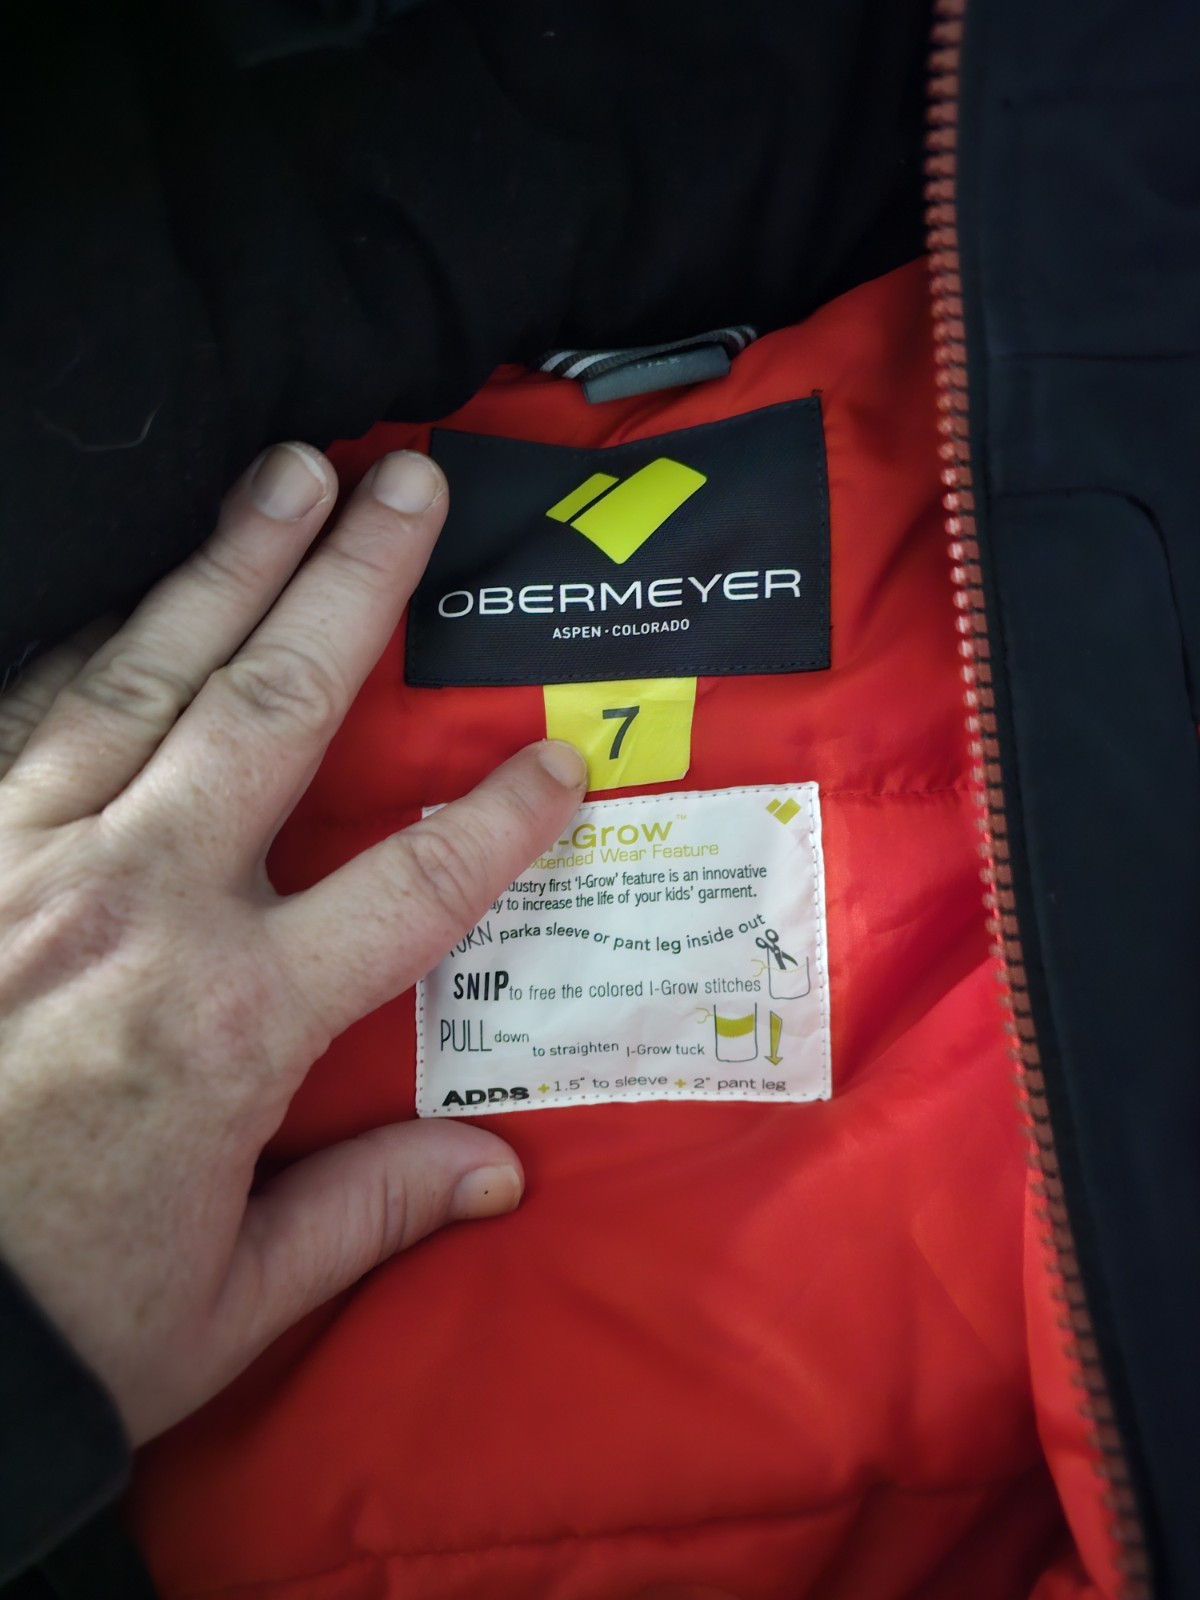 OBERMEYER
ASPEN · COLORADO
7
I-Grow™
Extended Wear Feature
industry first 'I-Grow' feature is an innovative
way to increase the life of your kids' garment.
TURN parka sleeve or pant leg inside out
SNIP to free the colored I-Grow stitches
PULL down to straighten I-Grow tuck
ADDS + 1.5" to sleeve + 2" pant leg